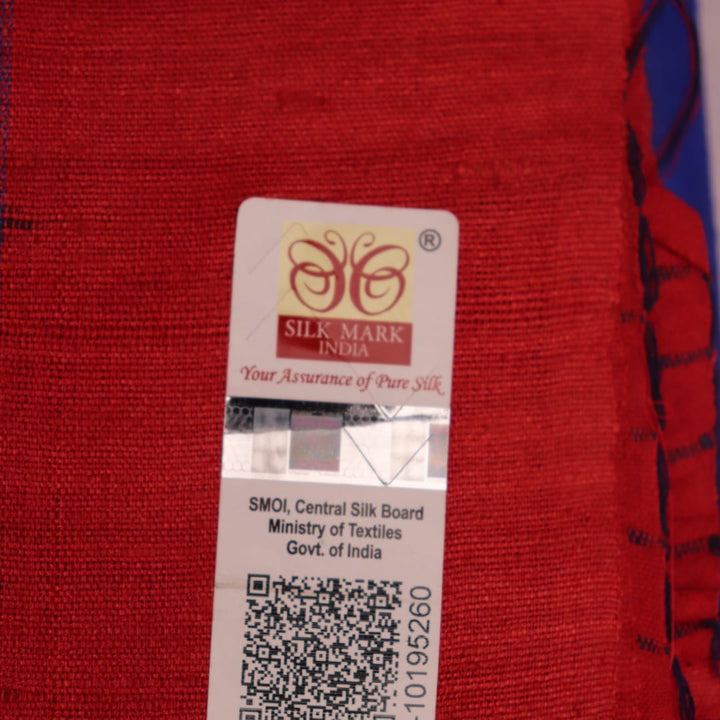 ®
SILK MARK
INDIA
Your Assurance of Pure Silk
SMOI, Central Silk Board
Ministry of Textiles
Govt. of India
-10195260